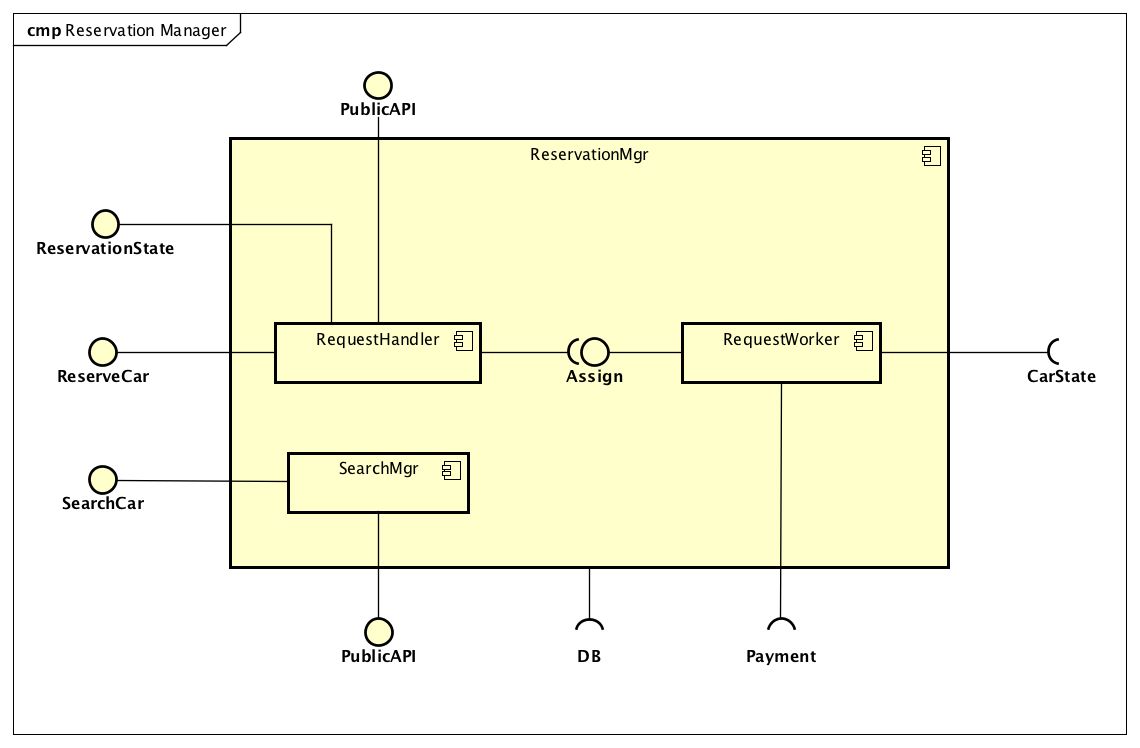 cmp Reservation Manager
PublicAPI
ReservationMgr
ReservationState
RequestHandler
RequestWorker
ReserveCar
Assign
CarState
SearchMgr
SearchCar
PublicAPI
DB
Payment